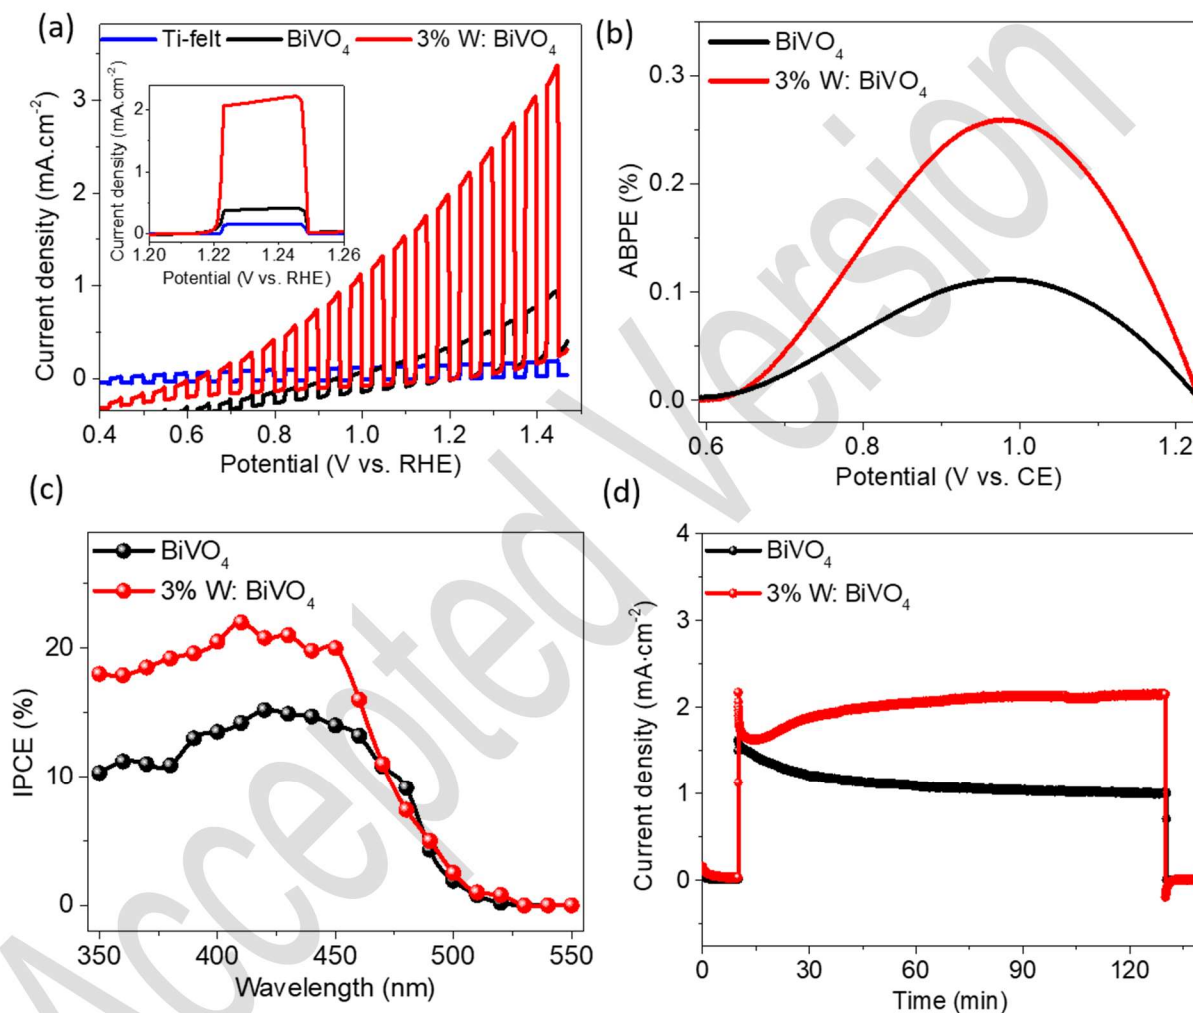 (a)
Ti-felt BiVO₄ 3% W: BiVO₄
Current density (mA.cm⁻²)
3
2
1
0
0.4 0.6 0.8 1.0 1.2 1.4
Potential (V vs. RHE)
Current density (mA.cm⁻²)
2
1
0
1.20 1.22 1.24 1.26
Potential (V vs. RHE)
(b)
BiVO₄
3% W: BiVO₄
ABPE (%)
0.3
0.2
0.1
0.0
0.6 0.8 1.0 1.2
Potential (V vs. CE)
(c)
BiVO₄
3% W: BiVO₄
IPCE (%)
20
10
0
350 400 450 500 550
Wavelength (nm)
(d)
BiVO₄
3% W: BiVO₄
Current density (mA·cm⁻²)
4
3
2
1
0
0 30 60 90 120
Time (min)
Accepted Version